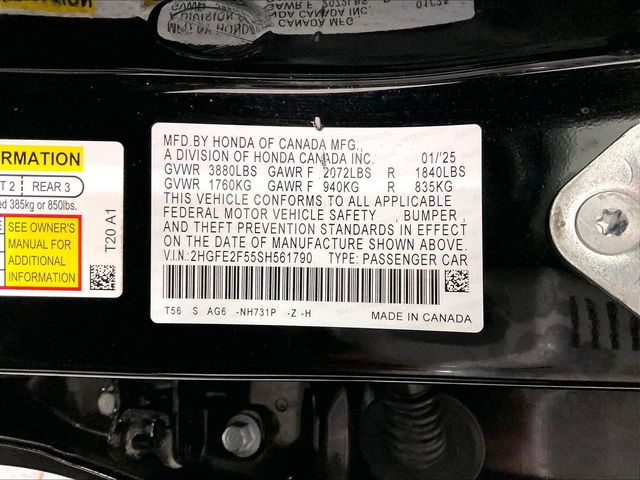 RMATION
T 2 REAR 3
ed 385kg or 850lbs.
SEE OWNER'S
MANUAL FOR
ADDITIONAL
INFORMATION
T20 A1
MFD.BY HONDA OF CANADA MFG.,
A DIVISION OF HONDA CANADA INC. 01/'25
GVWR 3880LBS GAWR F 2072LBS R 1840LBS
GVWR 1760KG GAWR F 940KG R 835KG
THIS VEHICLE CONFORMS TO ALL APPLICABLE
FEDERAL MOTOR VEHICLE SAFETY , BUMPER ,
AND THEFT PREVENTION STANDARDS IN EFFECT
ON THE DATE OF MANUFACTURE SHOWN ABOVE.
V.I.N.:2HGFE2F55SH561790 TYPE: PASSENGER CAR
T56 S AG6 -NH731P -Z -H
MADE IN CANADA